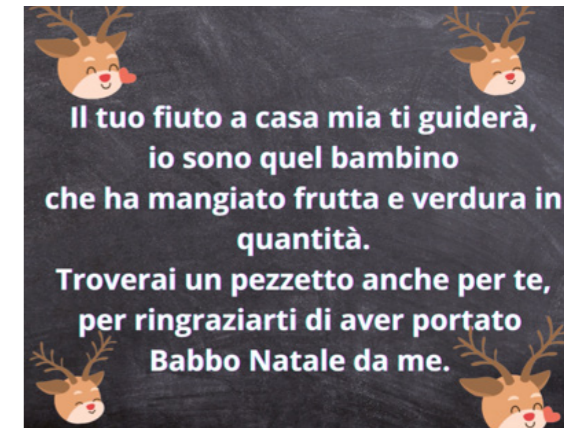 Il tuo fiuto a casa mia ti guiderà,
io sono quel bambino
che ha mangiato frutta e verdura in
quantità.
Troverai un pezzetto anche per te,
per ringraziarti di aver portato
Babbo Natale da me.